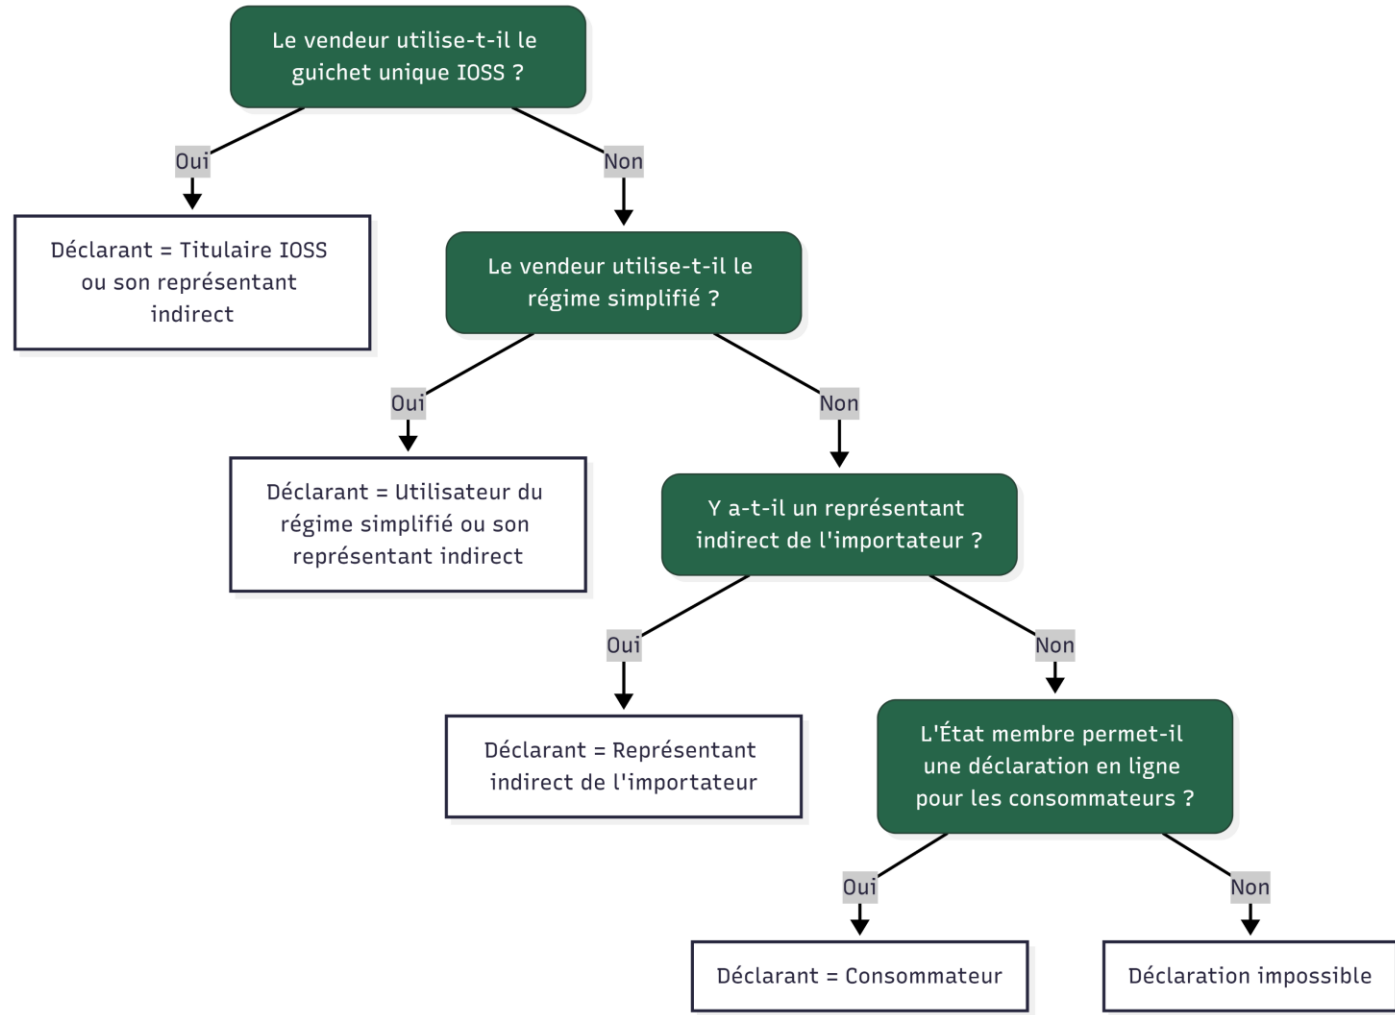 Le vendeur utilise-t-il le
guichet unique IOSS ?
Oui
Non
Déclarant = Titulaire IOSS
ou son représentant
indirect
Le vendeur utilise-t-il le
régime simplifié ?
Oui
Non
Déclarant = Utilisateur du
régime simplifié ou son
représentant indirect
Y a-t-il un représentant
indirect de l'importateur ?
Oui
Non
Déclarant = Représentant
indirect de l'importateur
L'État membre permet-il
une déclaration en ligne
pour les consommateurs ?
Oui
Non
Déclarant = Consommateur
Déclaration impossible